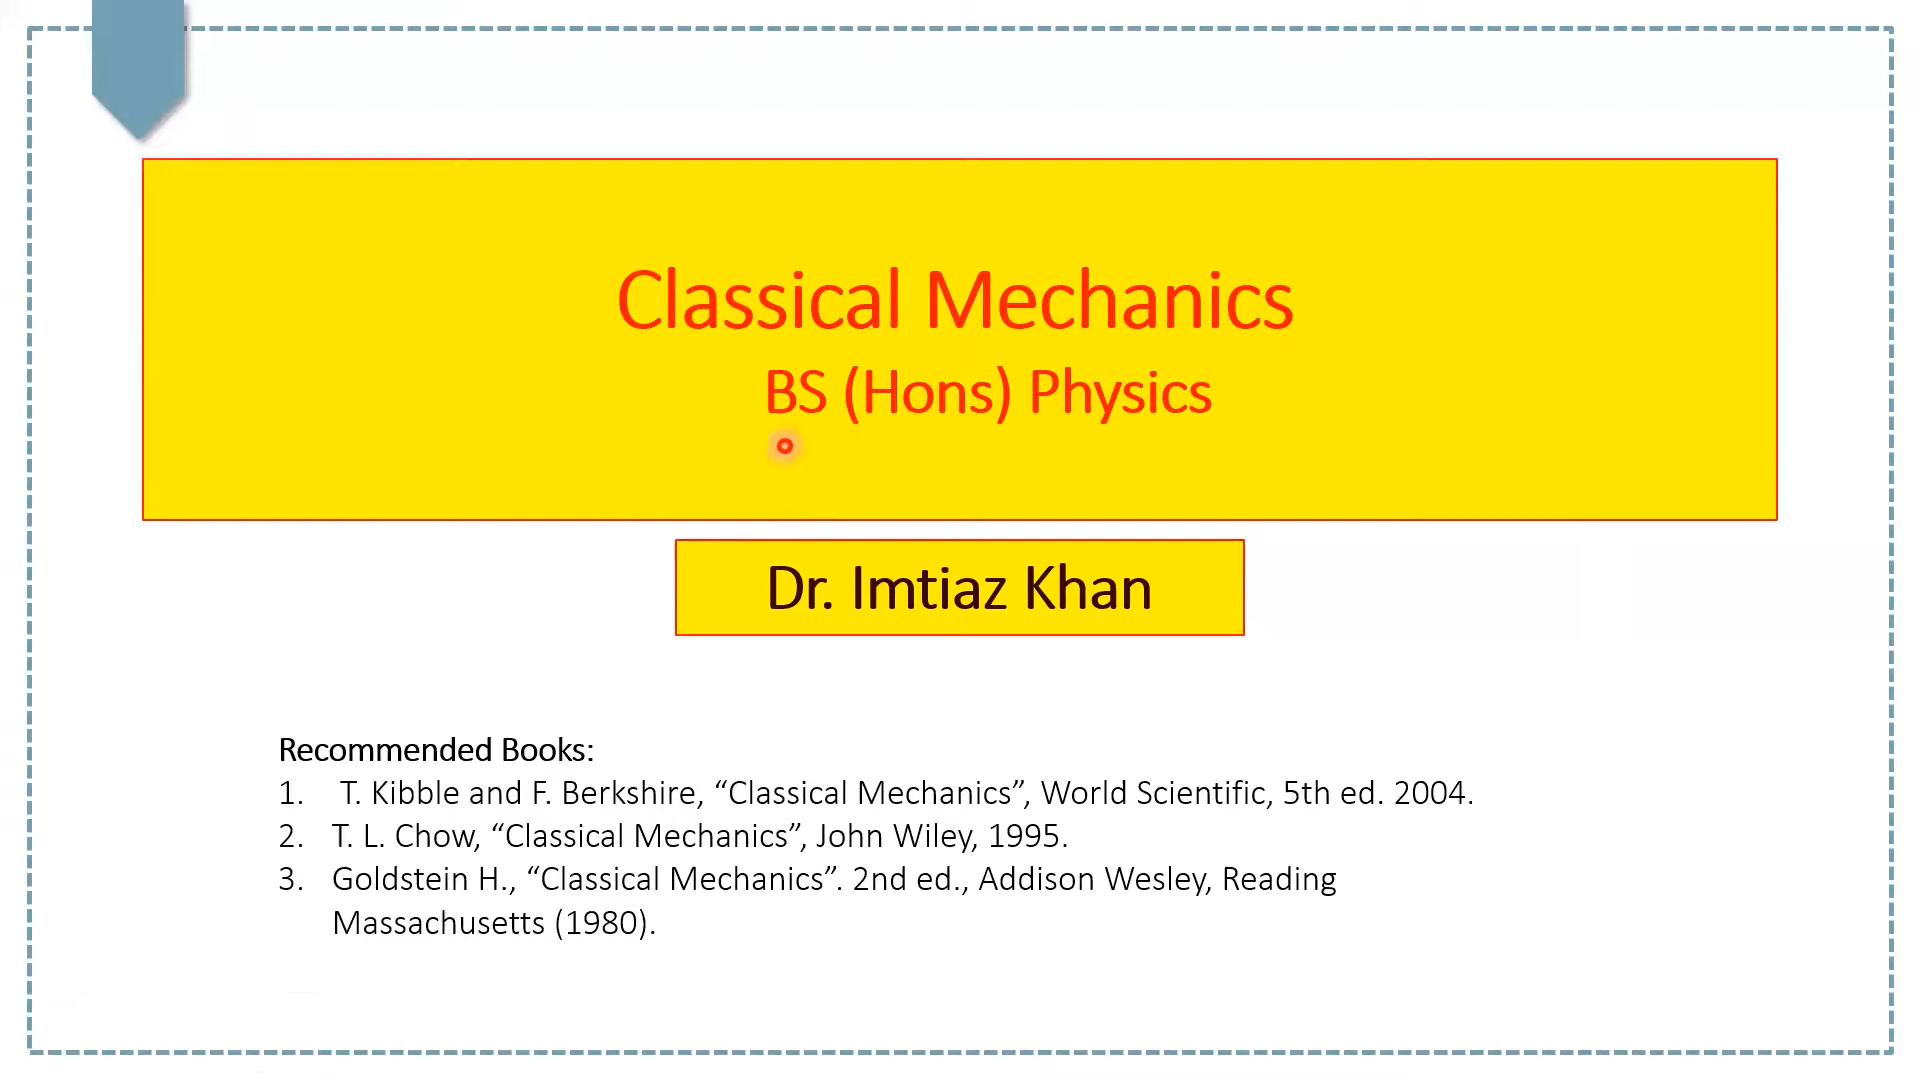 Classical Mechanics
BS (Hons) Physics
Dr. Imtiaz Khan
Recommended Books:
1. T. Kibble and F. Berkshire, “Classical Mechanics”, World Scientific, 5th ed. 2004.
2. T. L. Chow, “Classical Mechanics”, John Wiley, 1995.
3. Goldstein H., “Classical Mechanics”. 2nd ed., Addison Wesley, Reading
Massachusetts (1980).